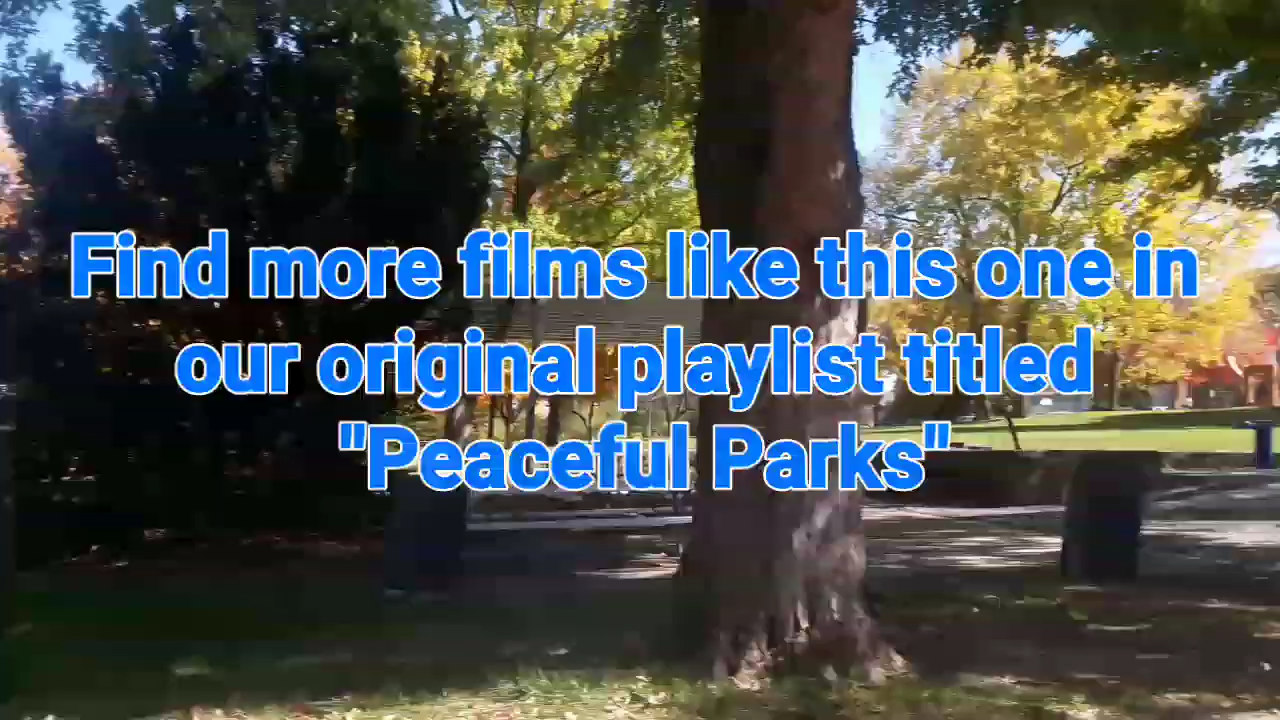 Find more films like this one in
our original playlist titled
"Peaceful Parks"